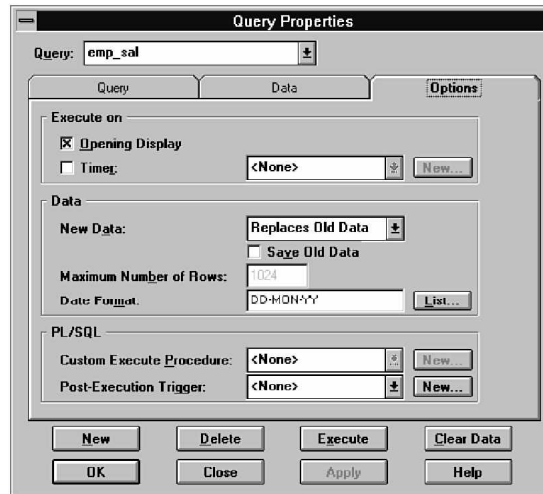 Query Properties
Query: emp_sal
Query Data Options
Execute on
Opening Display
Timer: <None> New...
Data
New Data: Replaces Old Data
Save Old Data
Maximum Number of Rows: 1024
Date Format: DD-MON-YY List...
PL/SQL
Custom Execute Procedure: <None> New...
Post-Execution Trigger: <None> New...
New Delete Execute Clear Data
OK Close Apply Help